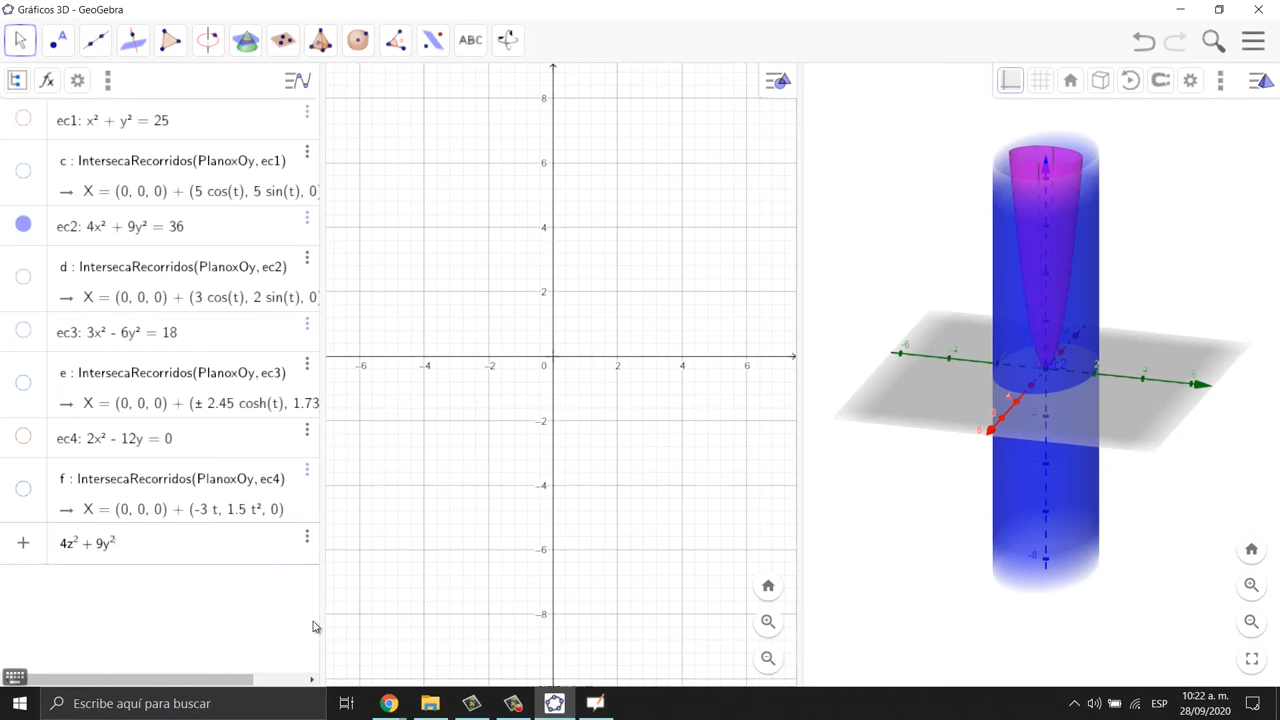 Gráficos 3D - GeoGebra
ABC
ec1: x² + y² = 25
c : IntersecaRecorridos(PlanoxOy, ec1)
→ X = (0, 0, 0) + (5 cos(t), 5 sin(t), 0)
ec2: 4x² + 9y² = 36
d : IntersecaRecorridos(PlanoxOy, ec2)
→ X = (0, 0, 0) + (3 cos(t), 2 sin(t), 0)
ec3: 3x² - 6y² = 18
e : IntersecaRecorridos(PlanoxOy, ec3)
→ X = (0, 0, 0) + (± 2.45 cosh(t), 1.73
ec4: 2x² - 12y = 0
f : IntersecaRecorridos(PlanoxOy, ec4)
→ X = (0, 0, 0) + (-3 t, 1.5 t², 0)
4z² + 9y²
8
6
4
2
-6 -4 -2 0 2 4 6
-2
-4
-6
-8
ec2
-8
Escribe aquí para buscar
ESP
10:22 a. m.
28/09/2020